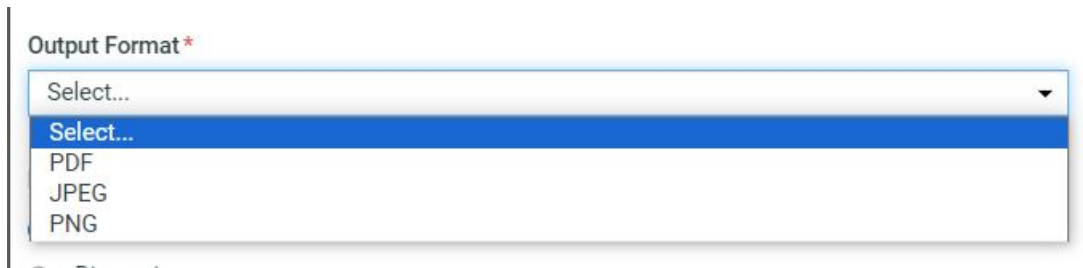 Output Format*
Select...
Select...
PDF
JPEG
PNG